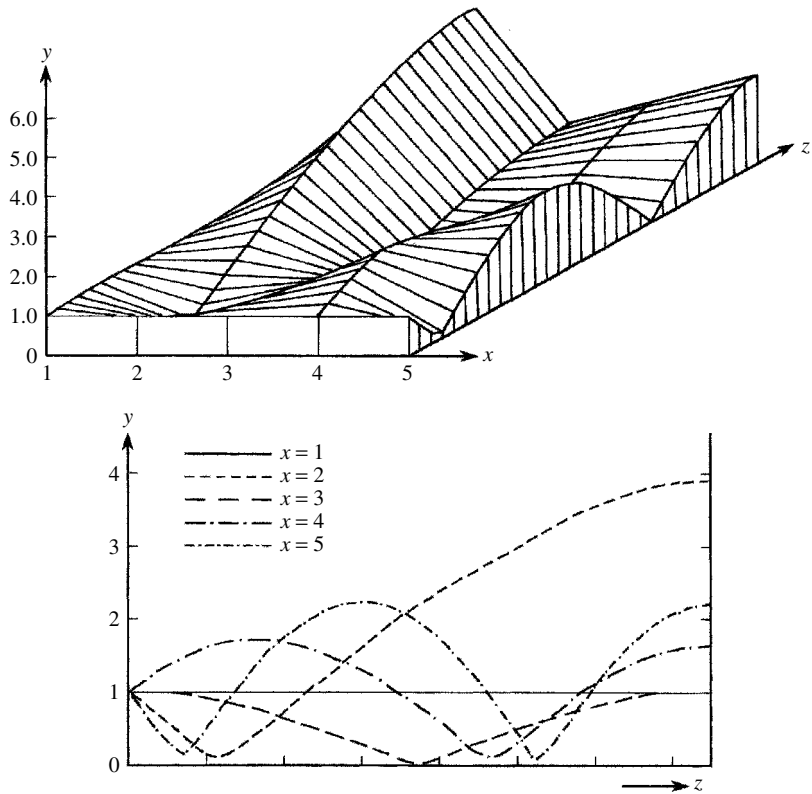 y
6.0
5.0
4.0
3.0
2.0
1.0
0
1 2 3 4 5
x
z
y
4
3
2
1
0
x = 1
x = 2
x = 3
x = 4
x = 5
z